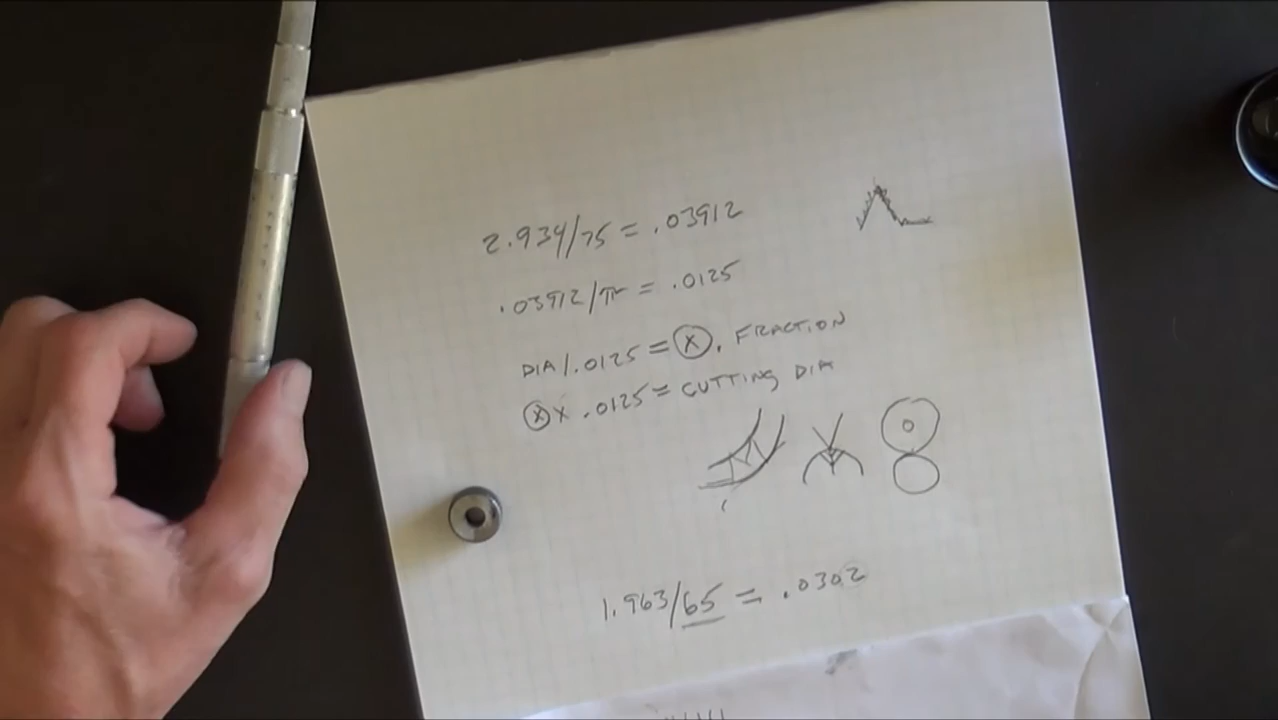 2.934/75 = .03912
.03912/π = .0125
DIA/.0125 = Ⓧ. FRACTION
Ⓧ X .0125 = CUTTING DIA
1.963/65 = .0302